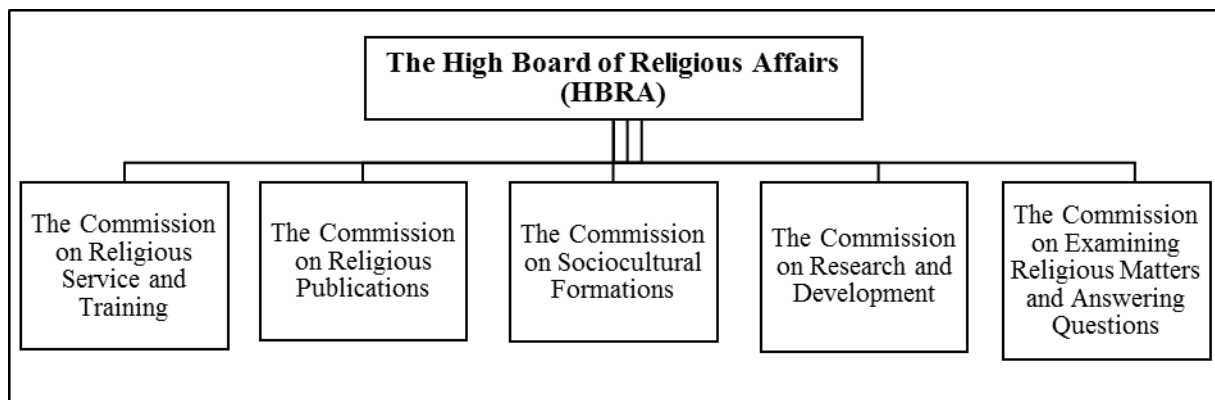 The High Board of Religious Affairs
(HBRA)
The Commission
on Religious
Service and
Training
The Commission
on Religious
Publications
The Commission
on Sociocultural
Formations
The Commission
on Research and
Development
The Commission
on Examining
Religious Matters
and Answering
Questions